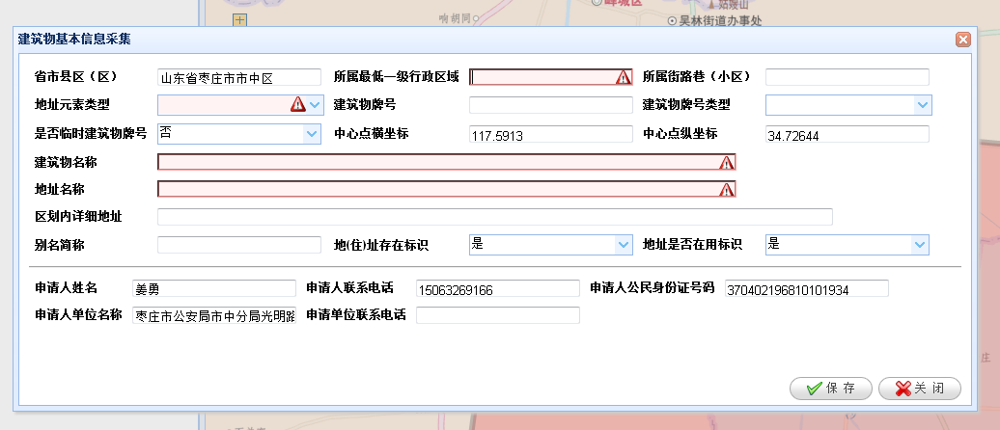 响胡同
峄城区
姑嫂山
吴林街道办事处
建筑物基本信息采集
省市县区（区） 山东省枣庄市市中区 所属最低一级行政区域 所属街路巷（小区）
地址元素类型 建筑物牌号 建筑物牌号类型
是否临时建筑物牌号 否 中心点横坐标 117.5913 中心点纵坐标 34.72644
建筑物名称
地址名称
区划内详细地址
别名简称 地(住)址存在标识 是 地址是否在用标识 是
申请人姓名 姜勇 申请人联系电话 15063269166 申请人公民身份证号码 370402196810101934
申请人单位名称 枣庄市公安局市中分局光明路 申请单位联系电话
庄
保 存 关 闭